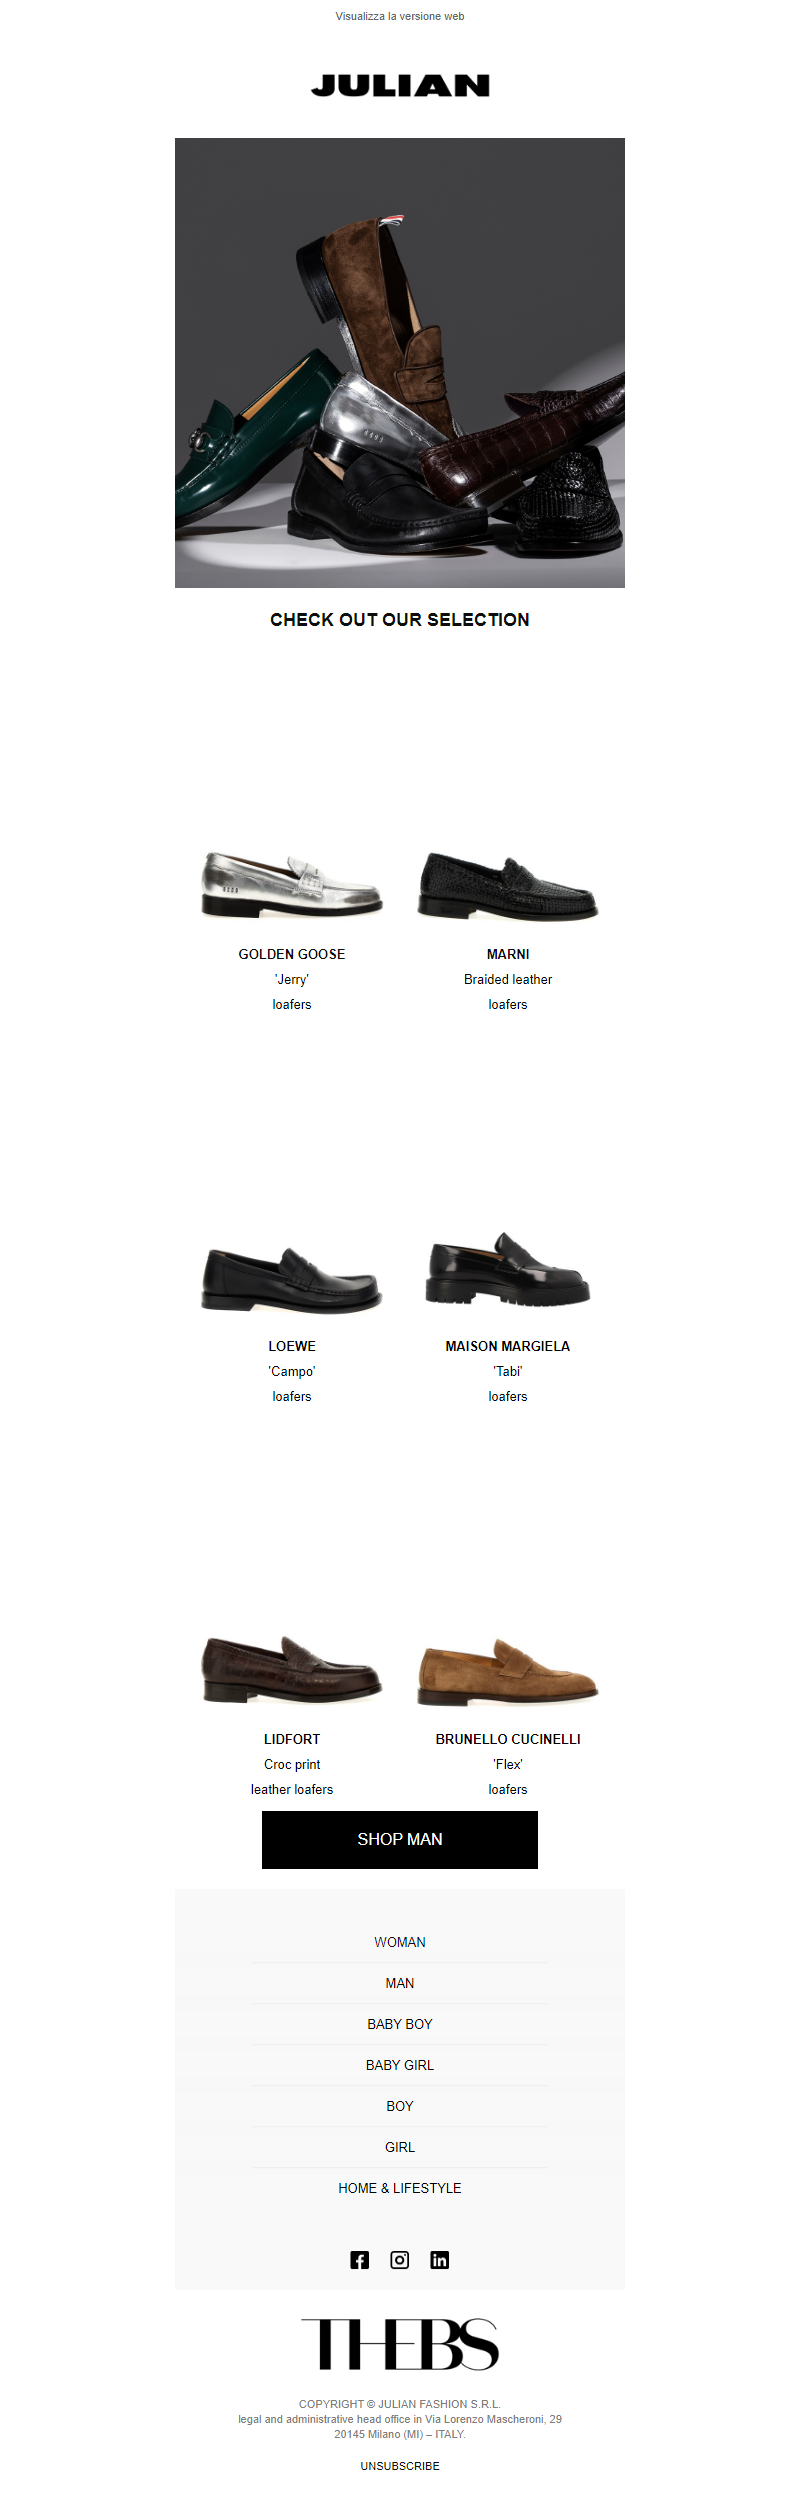 Visualizza la versione web
JULIAN
CHECK OUT OUR SELECTION
GOLDEN GOOSE
'Jerry'
loafers
MARNI
Braided leather
loafers
LOEWE
'Campo'
loafers
MAISON MARGIELA
'Tabi'
loafers
LIDFORT
Croc print
leather loafers
BRUNELLO CUCINELLI
'Flex'
loafers
SHOP MAN
WOMAN
MAN
BABY BOY
BABY GIRL
BOY
GIRL
HOME & LIFESTYLE
THEBS
COPYRIGHT © JULIAN FASHION S.R.L.
legal and administrative head office in Via Lorenzo Mascheroni, 29
20145 Milano (MI) – ITALY.
UNSUBSCRIBE